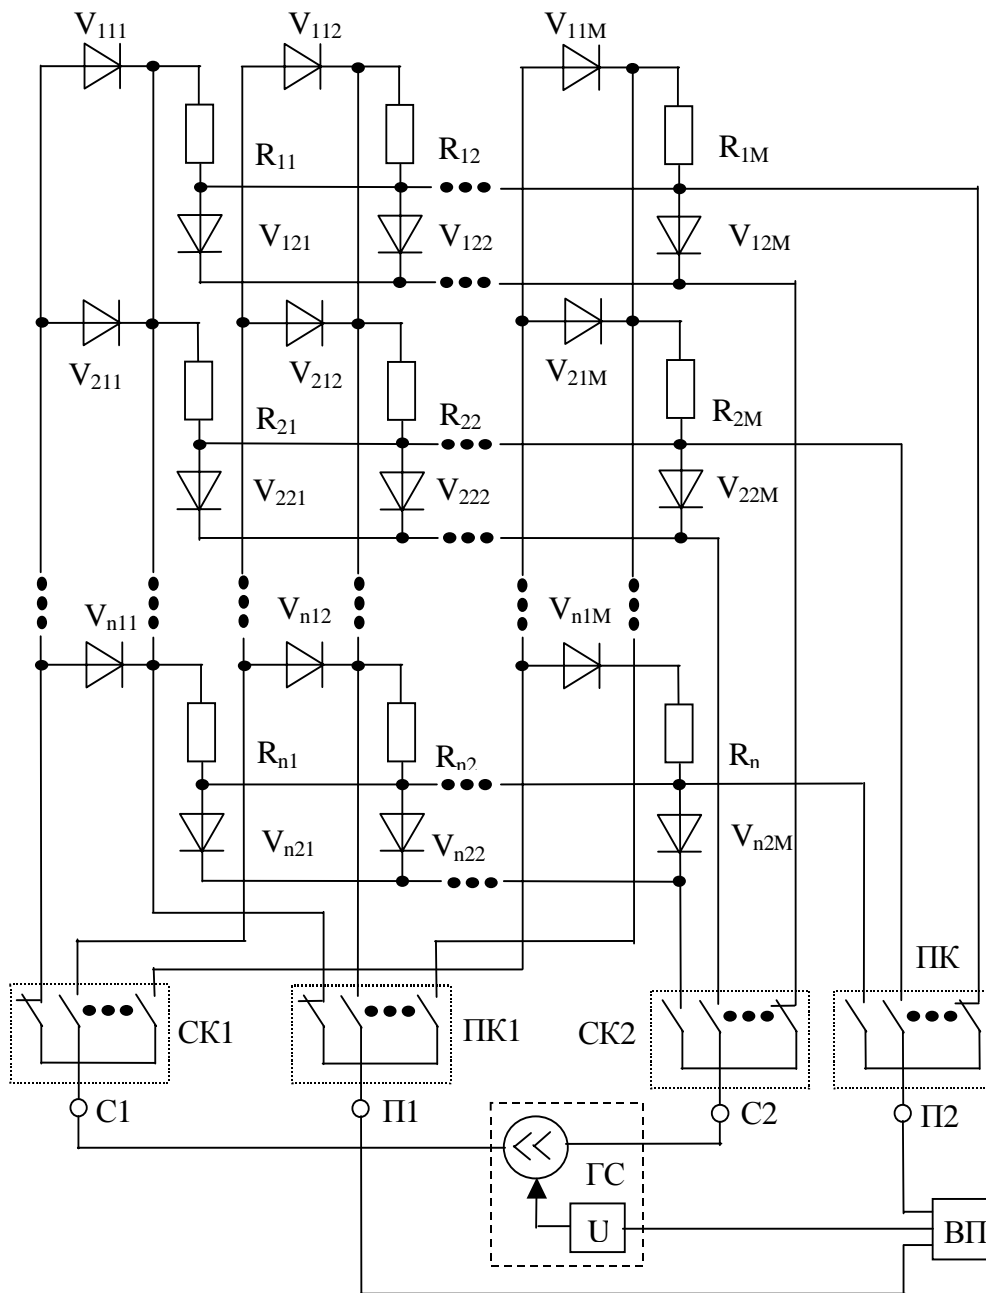 V111 V112 V11M
R11 R12 R1M
V121 V122 V12M
V211 V212 V21M
R21 R22 R2M
V221 V222 V22M
Vn11 Vn12 Vn1M
Rn1 Rn2 Rn
Vn21 Vn22 Vn2M
СК1 ПК1 СК2 ПК
С1 П1 С2 П2
ГС
U ВП